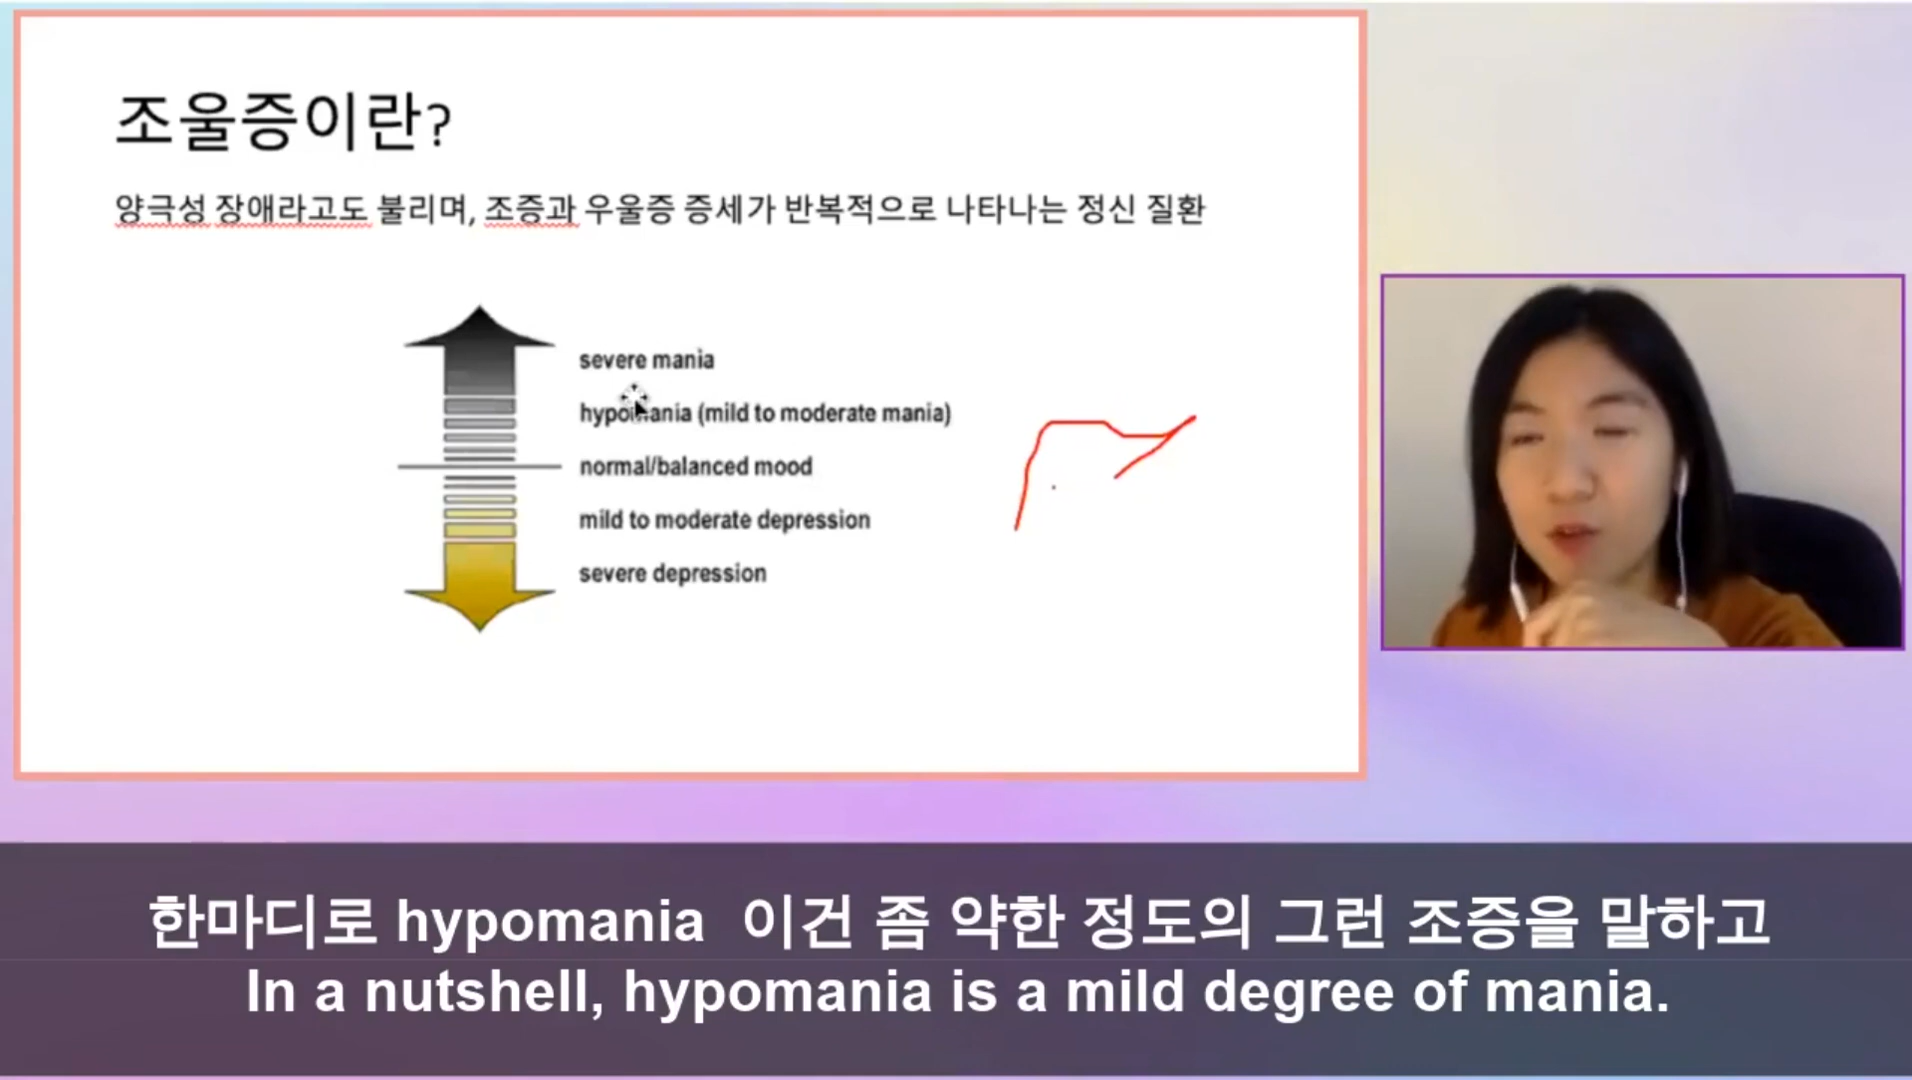 조울증이란?
양극성 장애라고도 불리며, 조증과 우울증 증세가 반복적으로 나타나는 정신 질환
severe mania
hypomania (mild to moderate mania)
normal/balanced mood
mild to moderate depression
severe depression
한마디로 hypomania 이건 좀 약한 정도의 그런 조증을 말하고
In a nutshell, hypomania is a mild degree of mania.